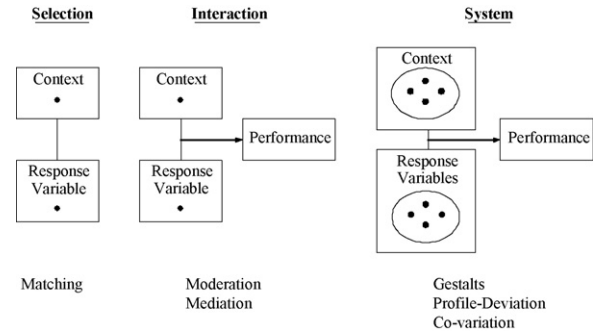 Selection
Interaction
System
Context
Response
Variable
Context
Response
Variable
Performance
Context
Response
Variables
Performance
Matching
Moderation
Mediation
Gestalts
Profile-Deviation
Co-variation